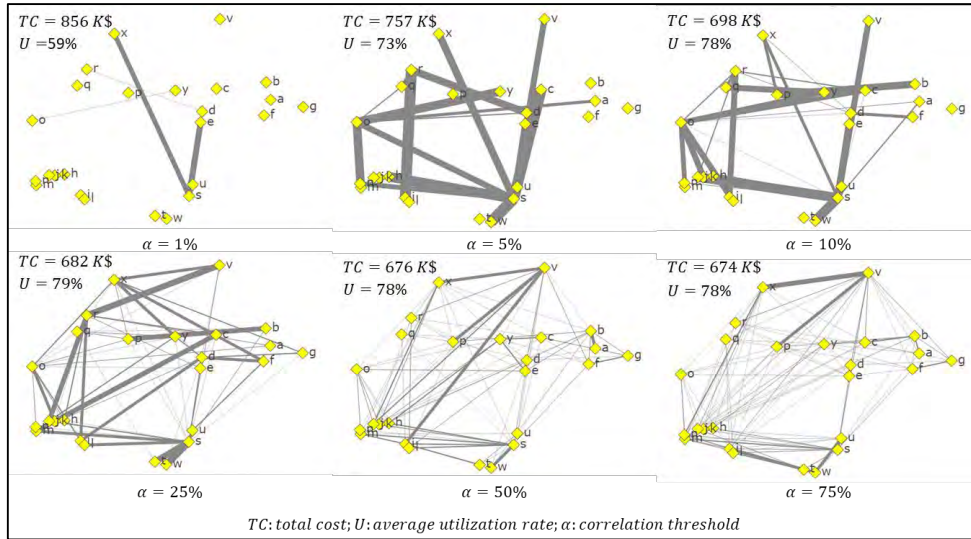 TC = 856 K$
U =59%
v
x
r
q
p
y
c
b
a
f
g
d
e
o
j
k
h
n
m
i
l
u
s
t
w
α = 1%
TC = 757 K$
U = 73%
v
x
r
q
p
y
c
b
a
f
g
d
e
o
j
k
h
n
m
i
l
u
s
t
w
α = 5%
TC = 698 K$
U = 78%
v
x
r
q
p
y
c
b
a
f
g
d
e
o
j
k
h
n
m
i
l
u
s
t
w
α = 10%
TC = 682 K$
U = 79%
v
x
r
q
p
y
c
b
a
f
g
d
e
o
j
k
h
n
m
i
l
u
s
t
w
α = 25%
TC = 676 K$
U = 78%
v
x
r
q
p
y
c
b
a
f
g
d
e
o
j
k
h
n
m
i
l
u
s
t
w
α = 50%
TC = 674 K$
U = 78%
v
x
r
q
p
y
c
b
a
f
g
d
e
o
j
k
h
n
m
i
l
u
s
t
w
α = 75%
TC: total cost; U: average utilization rate; α: correlation threshold